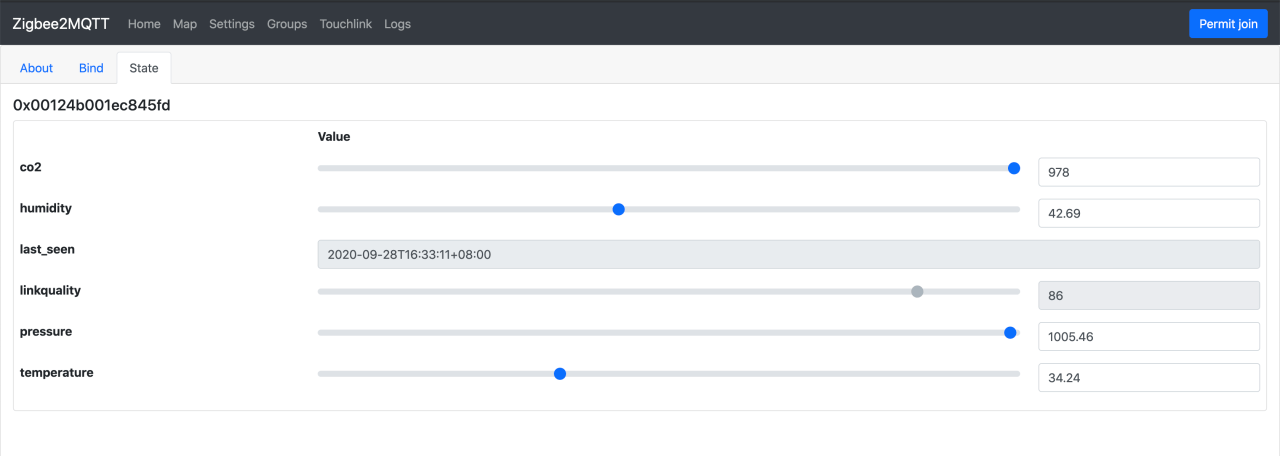 Zigbee2MQTT Home Map Settings Groups Touchlink Logs Permit join
About Bind State
0x00124b001ec845fd
Value
co2 978
humidity 42.69
last_seen 2020-09-28T16:33:11+08:00
linkquality 86
pressure 1005.46
temperature 34.24